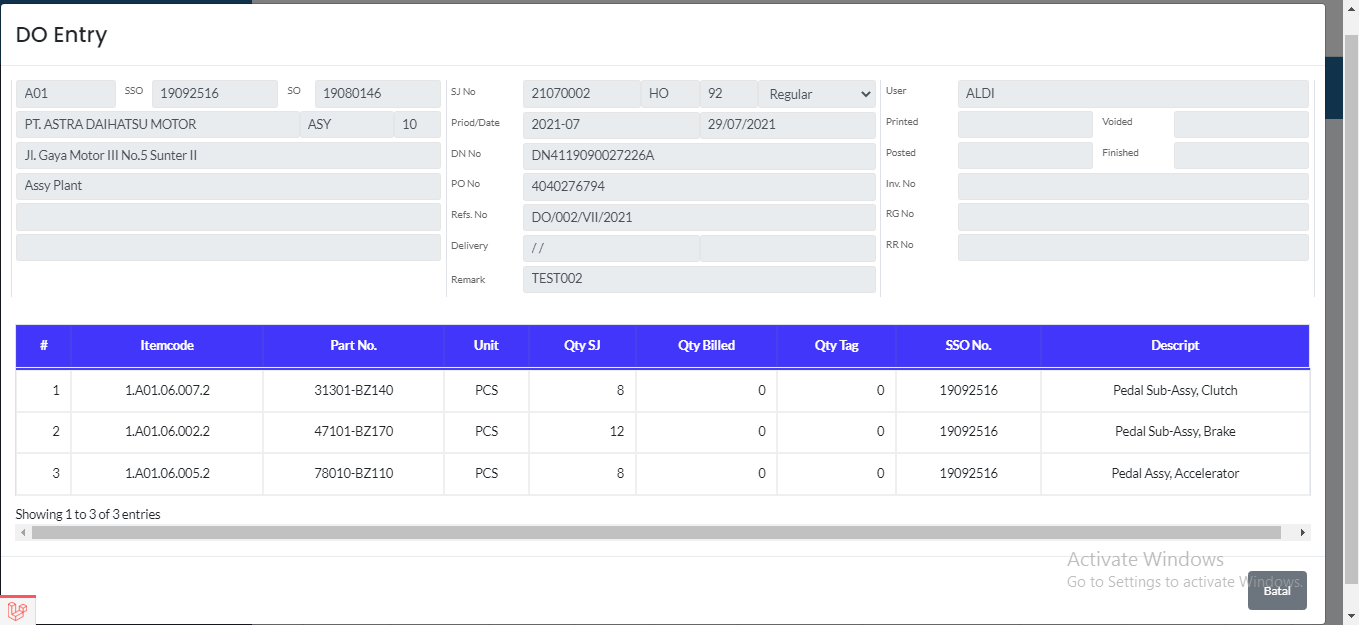 DO Entry
A01 SSO 19092516 SO 19080146
PT. ASTRA DAIHATSU MOTOR ASY 10
Jl. Gaya Motor III No.5 Sunter II
Assy Plant
SJ No 21070002 HO 92 Regular
Priod/Date 2021-07 29/07/2021
DN No DN4119090027226A
PO No 4040276794
Refs. No DO/002/VII/2021
Delivery / /
Remark TEST002
User ALDI
Printed Voided
Posted Finished
Inv. No
RG No
RR No
# Itemcode Part No. Unit Qty SJ Qty Billed Qty Tag SSO No. Descript
1 1.A01.06.007.2 31301-BZ140 PCS 8 0 0 19092516 Pedal Sub-Assy, Clutch
2 1.A01.06.002.2 47101-BZ170 PCS 12 0 0 19092516 Pedal Sub-Assy, Brake
3 1.A01.06.005.2 78010-BZ110 PCS 8 0 0 19092516 Pedal Assy, Accelerator
Showing 1 to 3 of 3 entries
Activate Windows
Go to Settings to activate Windows.
Batal